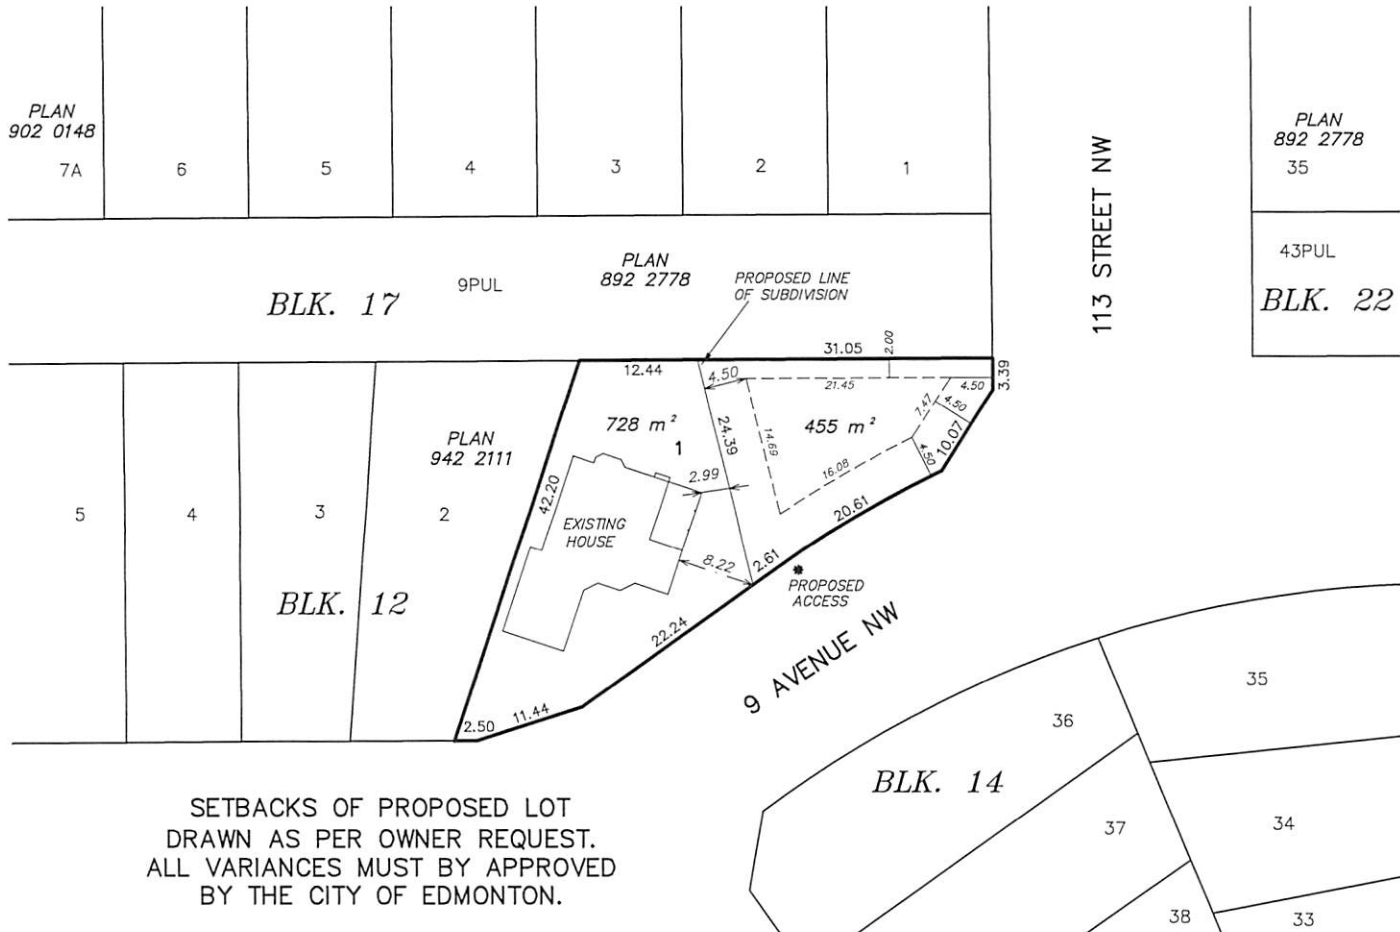 PLAN
902 0148
7A
6
5
4
3
2
1
113 STREET NW
PLAN
892 2778
35
43PUL
BLK. 22
BLK. 17
9PUL
PLAN
892 2778
PROPOSED LINE
OF SUBDIVISION
31.05
2.00
12.44
4.50
21.45
4.50
3.39
728 m²
1
24.39
14.69
455 m²
7.47
4.50
10.07
4.50
16.08
20.61
PLAN
942 2111
42.20
2.99
5
4
3
2
EXISTING
HOUSE
8.22
2.61
PROPOSED
ACCESS
BLK. 12
22.24
9 AVENUE NW
2.50
11.44
35
36
BLK. 14
37
34
38
33
SETBACKS OF PROPOSED LOT
DRAWN AS PER OWNER REQUEST.
ALL VARIANCES MUST BY APPROVED
BY THE CITY OF EDMONTON.